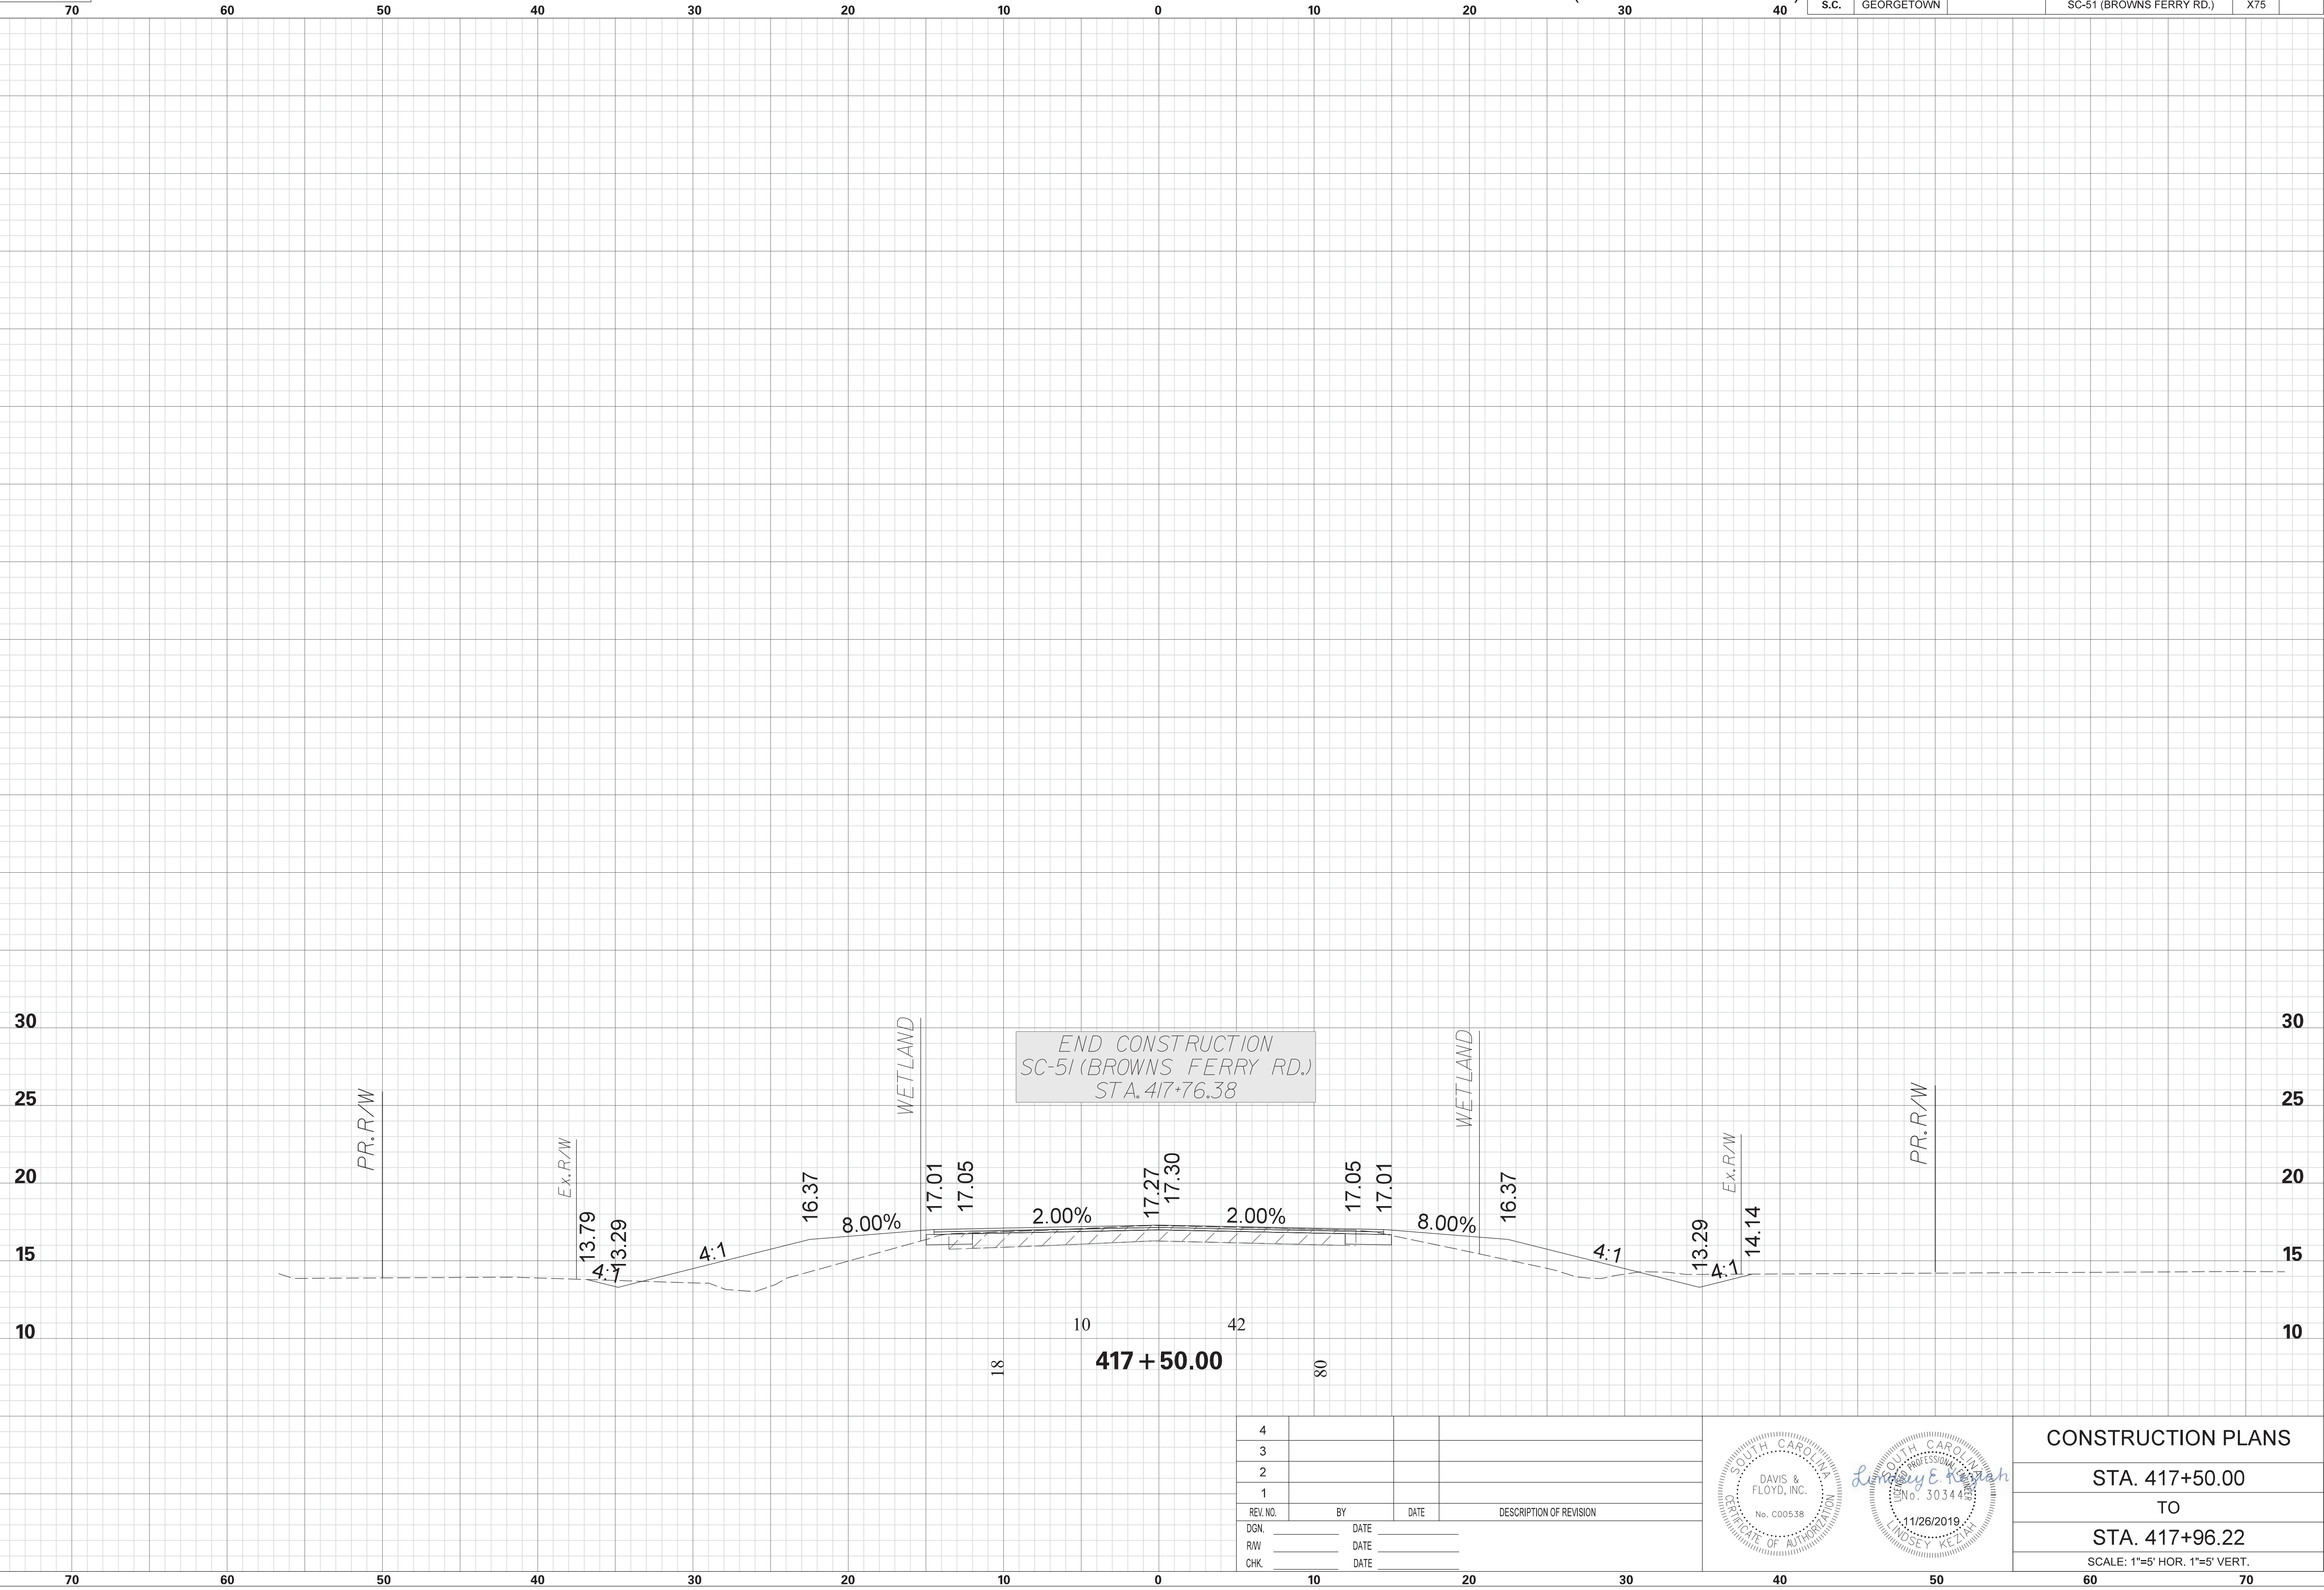 70 60 50 40 30 20 10 0 10 20 30 40
S.C. GEORGETOWN SC-51 (BROWNS FERRY RD.) X75
30 30
25 25
20 20
15 15
10 10
PR. R/W
Ex. R/W
13.79
13.29
4:1
4:1
16.37
8.00%
WETLAND
17.01
17.05
2.00%
END CONSTRUCTION
SC-51 (BROWNS FERRY RD.)
STA. 417+76.38
17.27
17.30
2.00%
17.05
17.01
8.00%
WETLAND
16.37
4:1
13.29
4:1
Ex. R/W
14.14
PR. R/W
10 42
18 417+50.00 80
4
3
2
1
REV. NO. BY DATE DESCRIPTION OF REVISION
DGN. DATE
R/W DATE
CHK. DATE
SOUTH CAROLINA
DAVIS &
FLOYD, INC.
No. C00538
CERTIFICATE OF AUTHORIZATION
SOUTH CAROLINA
LICENSED PROFESSIONAL ENGINEER
Lindsey E. Keziah
No. 30344
11/26/2019
LINDSEY KEZIAH
CONSTRUCTION PLANS
STA. 417+50.00
TO
STA. 417+96.22
SCALE: 1"=5' HOR. 1"=5' VERT.
70 60 50 40 30 20 10 0 10 20 30 40 50 60 70